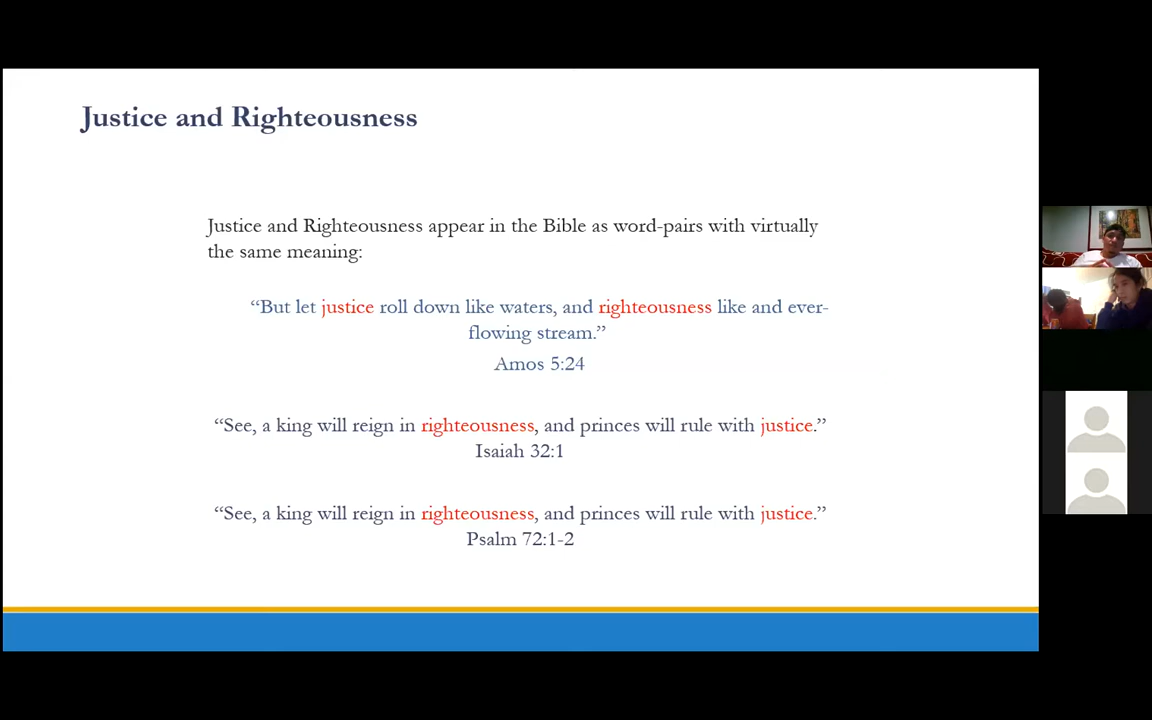 Justice and Righteousness
Justice and Righteousness appear in the Bible as word-pairs with virtually
the same meaning:
“But let justice roll down like waters, and righteousness like and ever-
flowing stream.”
Amos 5:24
“See, a king will reign in righteousness, and princes will rule with justice.”
Isaiah 32:1
“See, a king will reign in righteousness, and princes will rule with justice.”
Psalm 72:1-2